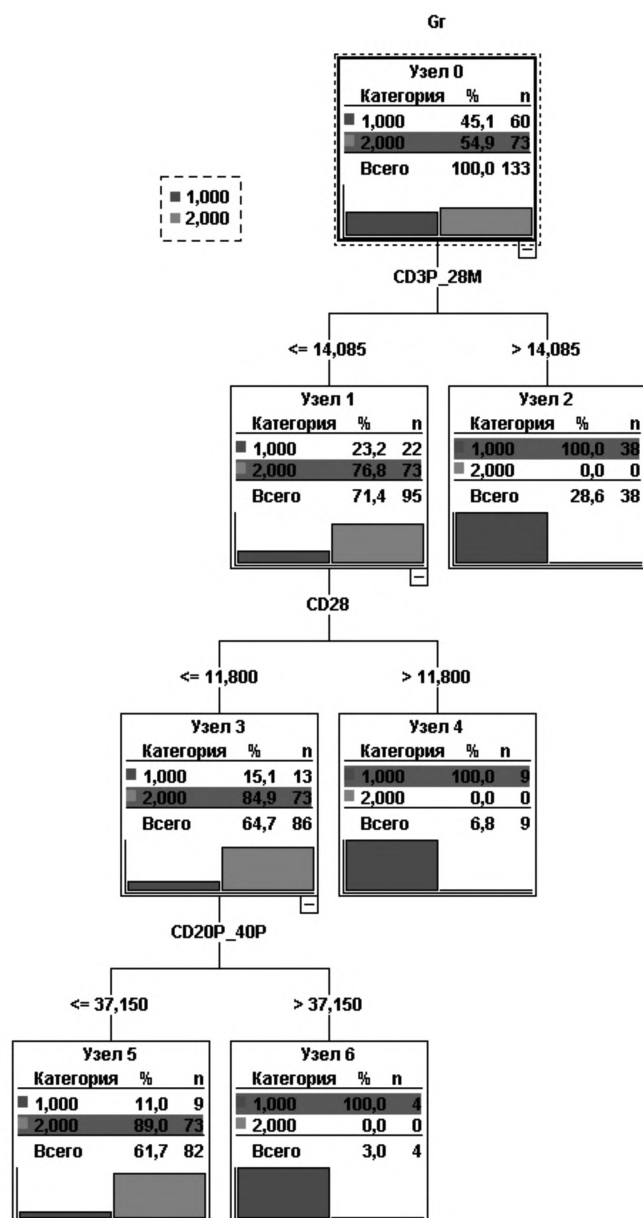 Gr
Узел 0
Категория % n
1,000 45,1 60
2,000 54,9 73
Всего 100,0 133
1,000
2,000
CD3P_28M
<= 14,085 > 14,085
Узел 1 Узел 2
Категория % n Категория % n
1,000 23,2 22 1,000 100,0 38
2,000 76,8 73 2,000 0,0 0
Всего 71,4 95 Всего 28,6 38
CD28
<= 11,800 > 11,800
Узел 3 Узел 4
Категория % n Категория % n
1,000 15,1 13 1,000 100,0 9
2,000 84,9 73 2,000 0,0 0
Всего 64,7 86 Всего 6,8 9
CD20P_40P
<= 37,150 > 37,150
Узел 5 Узел 6
Категория % n Категория % n
1,000 11,0 9 1,000 100,0 4
2,000 89,0 73 2,000 0,0 0
Всего 61,7 82 Всего 3,0 4